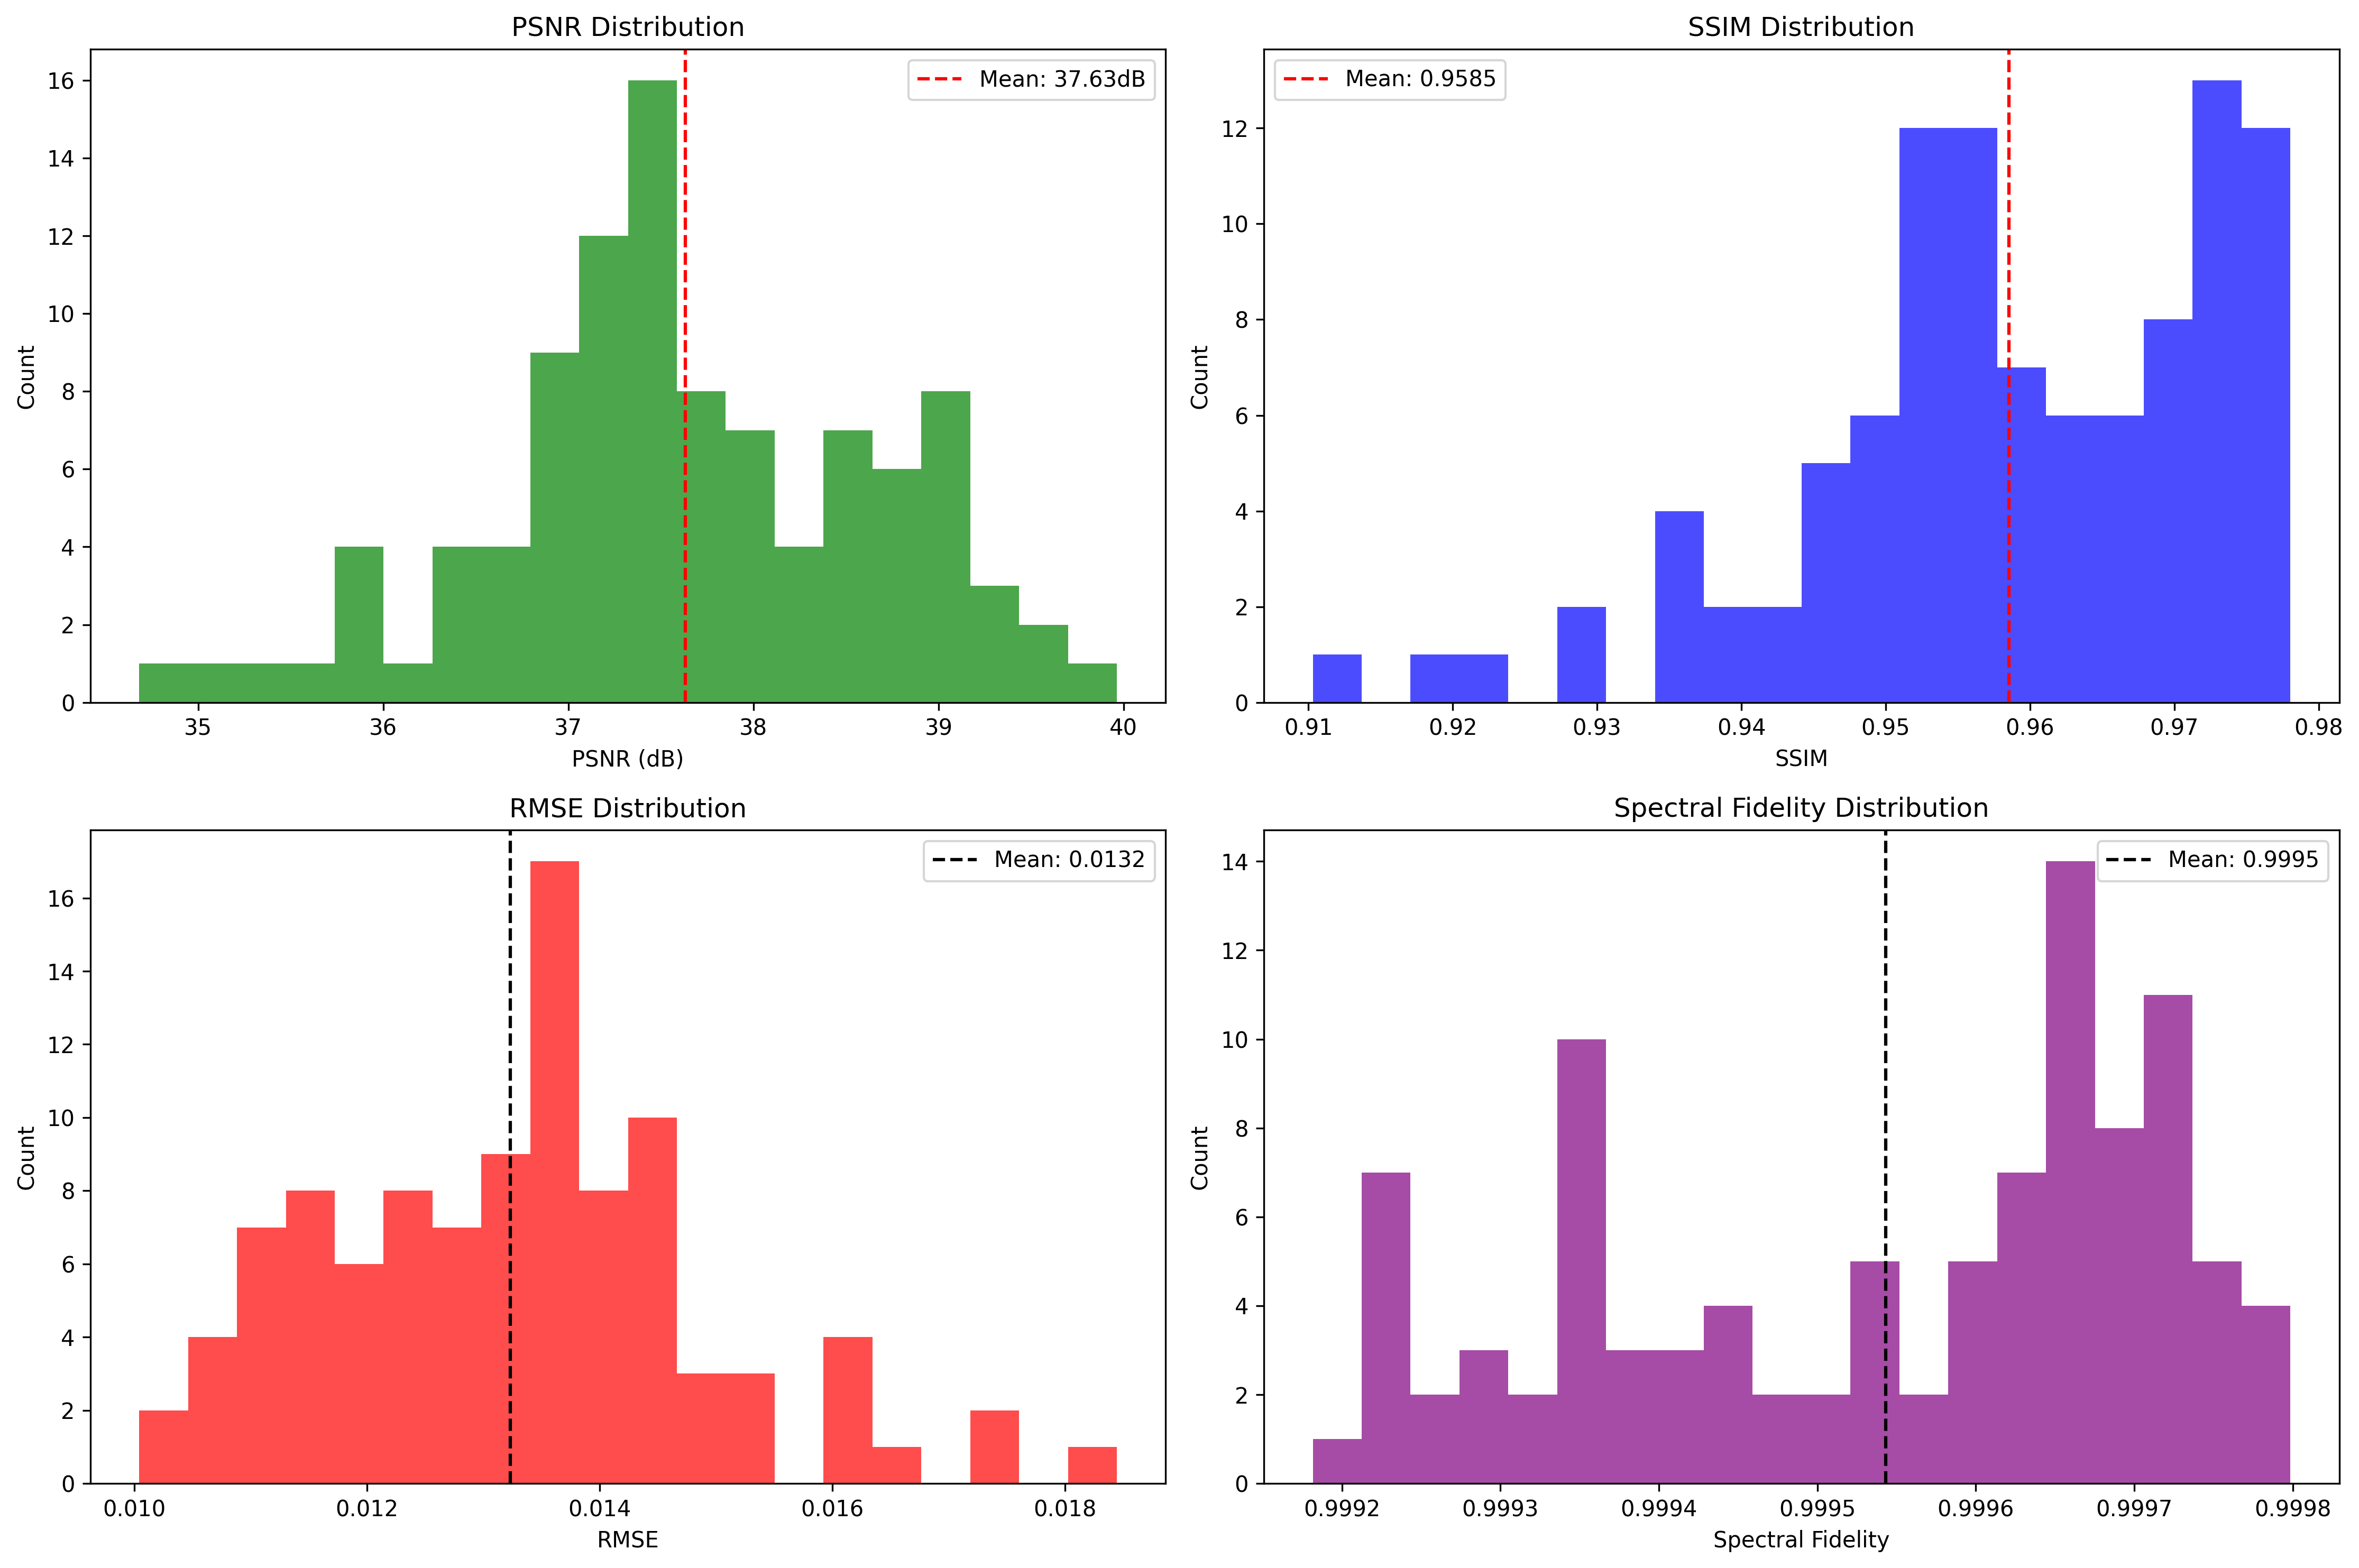 PSNR Distribution
Mean: 37.63dB
16
14
12
10
8
6
4
2
0
Count
35 36 37 38 39 40
PSNR (dB)
SSIM Distribution
Mean: 0.9585
12
10
8
6
4
2
0
Count
0.91 0.92 0.93 0.94 0.95 0.96 0.97 0.98
SSIM
RMSE Distribution
Mean: 0.0132
16
14
12
10
8
6
4
2
0
Count
0.010 0.012 0.014 0.016 0.018
RMSE
Spectral Fidelity Distribution
Mean: 0.9995
14
12
10
8
6
4
2
0
Count
0.9992 0.9993 0.9994 0.9995 0.9996 0.9997 0.9998
Spectral Fidelity